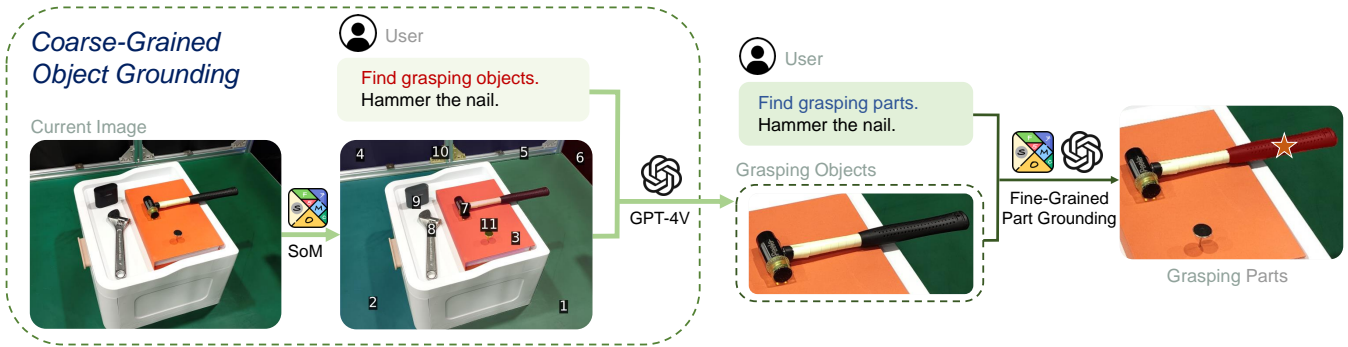 Coarse-Grained
Object Grounding
User
Find grasping objects.
Hammer the nail.
Current Image
SoM
4
10
5
6
9
7
8
11
3
2
1
GPT-4V
User
Find grasping parts.
Hammer the nail.
Grasping Objects
Fine-Grained
Part Grounding
Grasping Parts